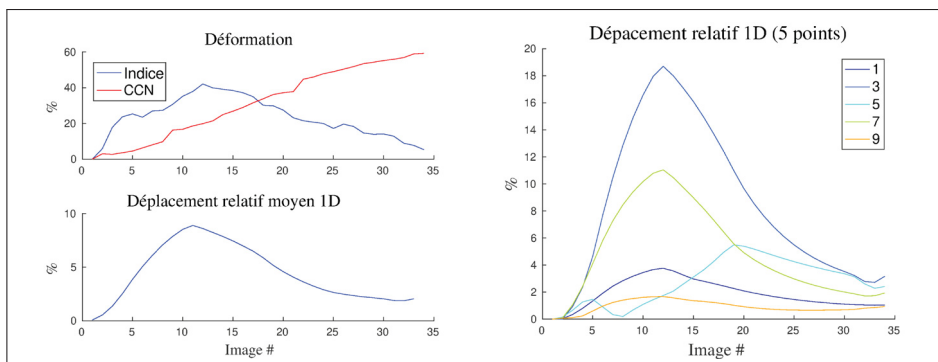 Déformation
60
40
20
0
%
Indice
CCN
0 5 10 15 20 25 30 35
Déplacement relatif moyen 1D
10
5
0
%
0 5 10 15 20 25 30 35
Image #
Dépacement relatif 1D (5 points)
20
18
16
14
12
10
8
6
4
2
0
%
1
3
5
7
9
0 5 10 15 20 25 30 35
Image #